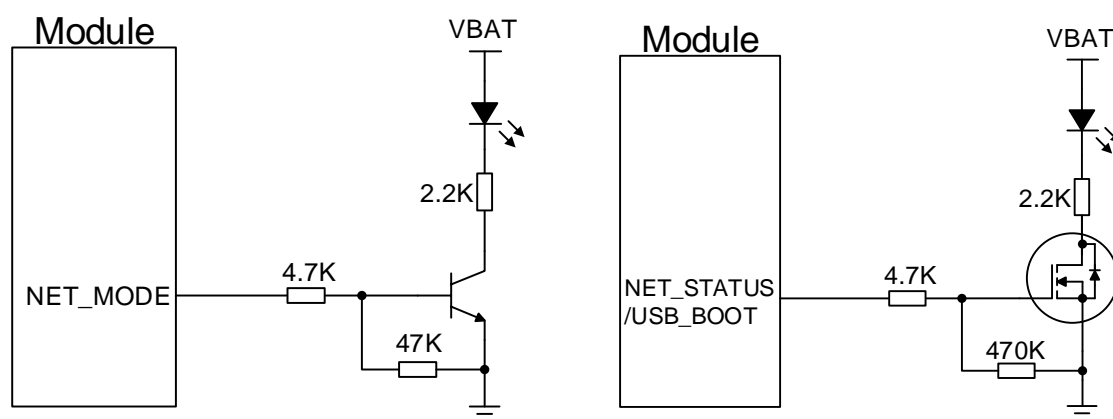 Module
VBAT
2.2K
4.7K
NET_MODE
47K
Module
VBAT
2.2K
4.7K
NET_STATUS
/USB_BOOT
470K